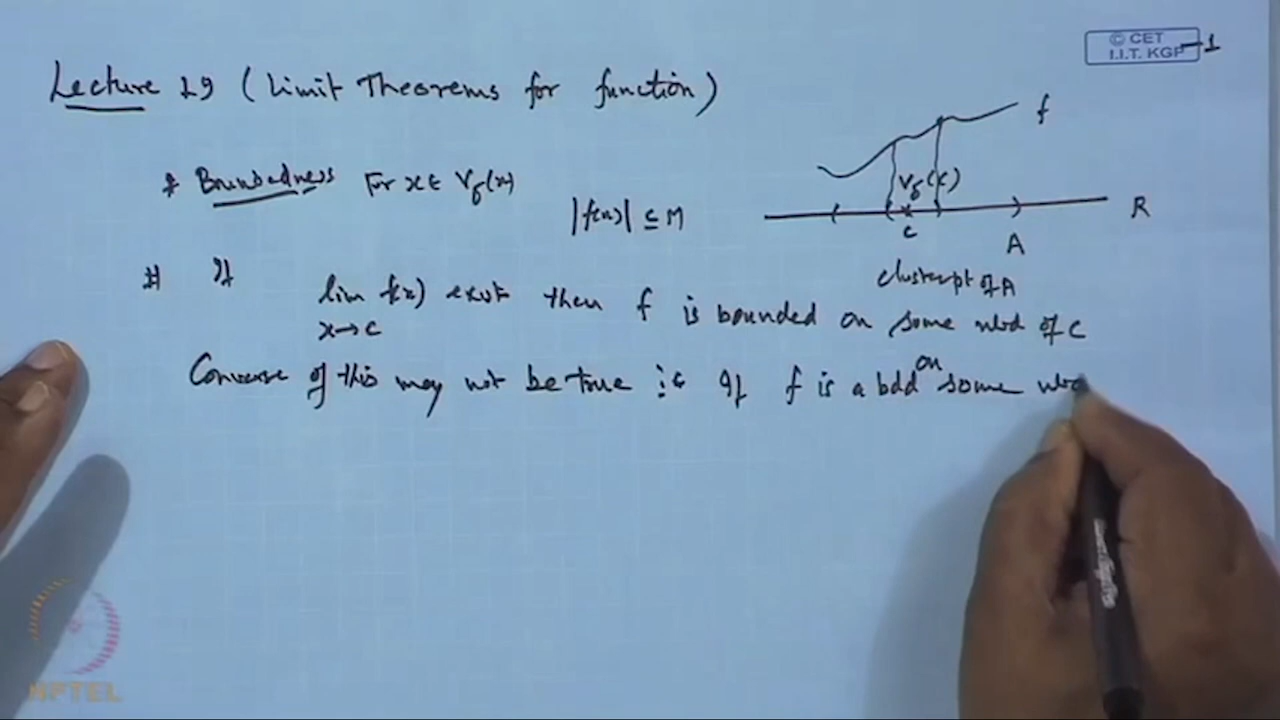 © CET
I.I.T. KGP
-1
Lecture 19 (Limit Theorems for function)
f
* Boundedness For x ∈ Vδ(x)
Vδ(c)
|f(x)| ≤ M
R
c
A
cluster pt of A
# If
lim f(x) exist then f is bounded on some nbd of c
x→c
Converse of this may not be true i.e If f is a bdd on some nbd
NPTEL